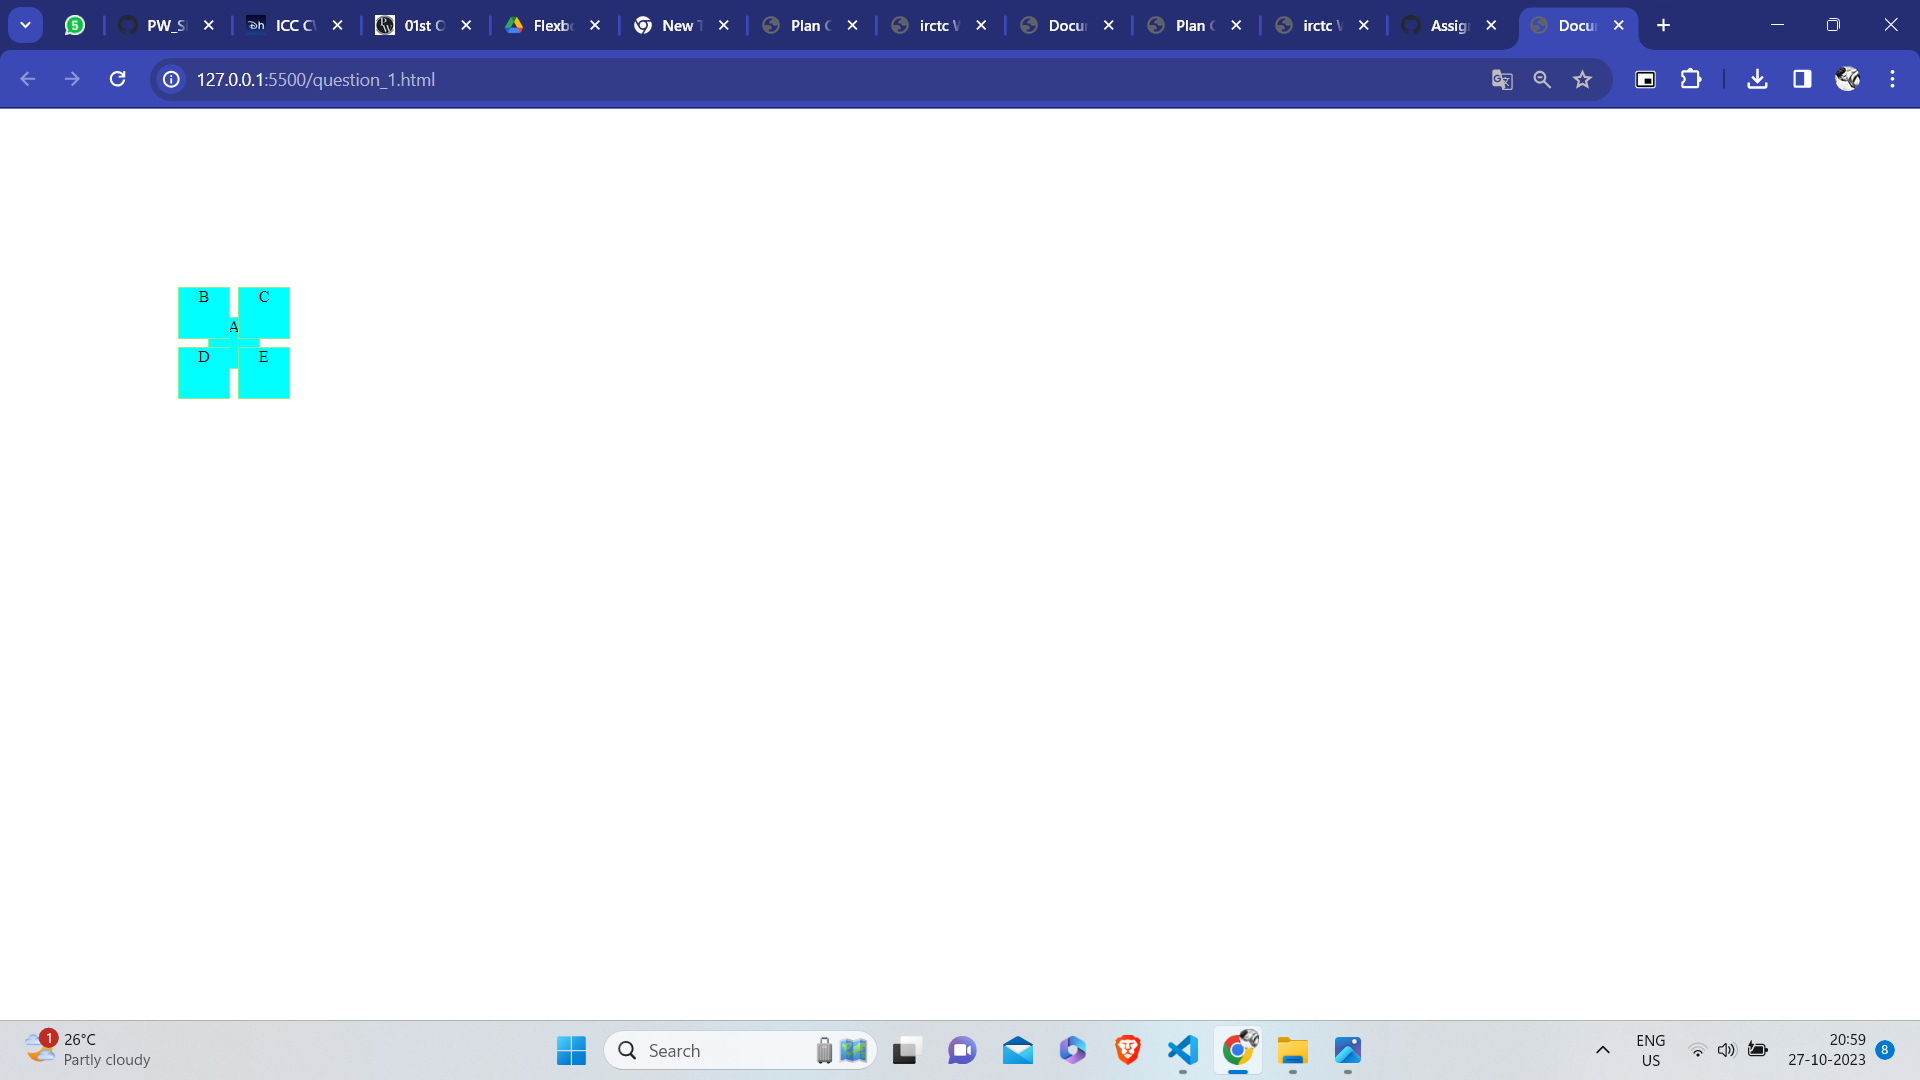 5 PW_S ICC C 01st O Flexb New T Plan irctc Docu Plan irctc Assig Docu
127.0.0.1:5500/question_1.html
B C
A
D E
1 26°C
Partly cloudy
Search
ENG
US
20:59
27-10-2023
8